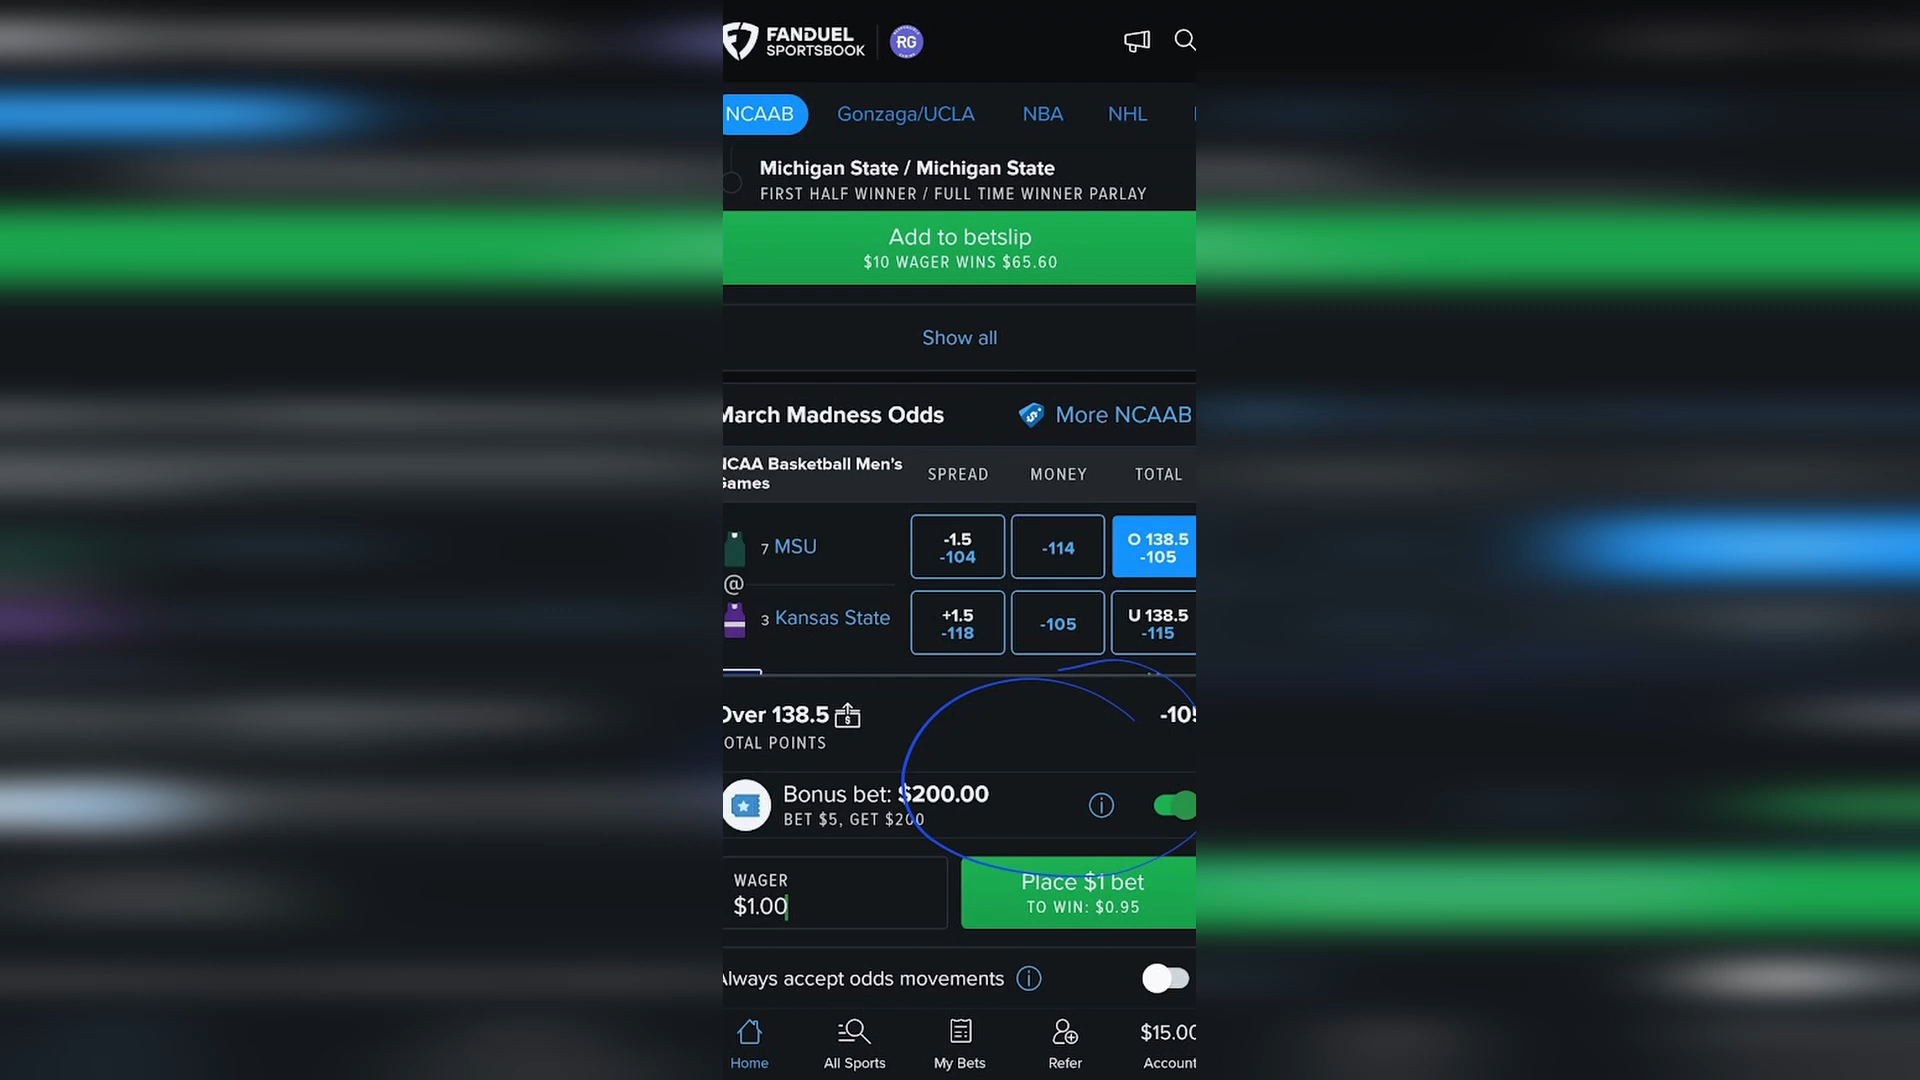 FANDUEL
SPORTSBOOK
RG
NCAAB Gonzaga/UCLA NBA NHL
Michigan State / Michigan State
FIRST HALF WINNER / FULL TIME WINNER PARLAY
Add to betslip
$10 WAGER WINS $65.60
Show all
March Madness Odds More NCAAB
NCAA Basketball Men's
Games
SPREAD MONEY TOTAL
7 MSU
-1.5
-104
-114
O 138.5
-105
@
3 Kansas State
+1.5
-118
-105
U 138.5
-115
Over 138.5 -105
TOTAL POINTS
Bonus bet: $200.00
BET $5, GET $200
WAGER
$1.00
Place $1 bet
TO WIN: $0.95
Always accept odds movements
Home
All Sports
My Bets
Refer
$15.00
Account